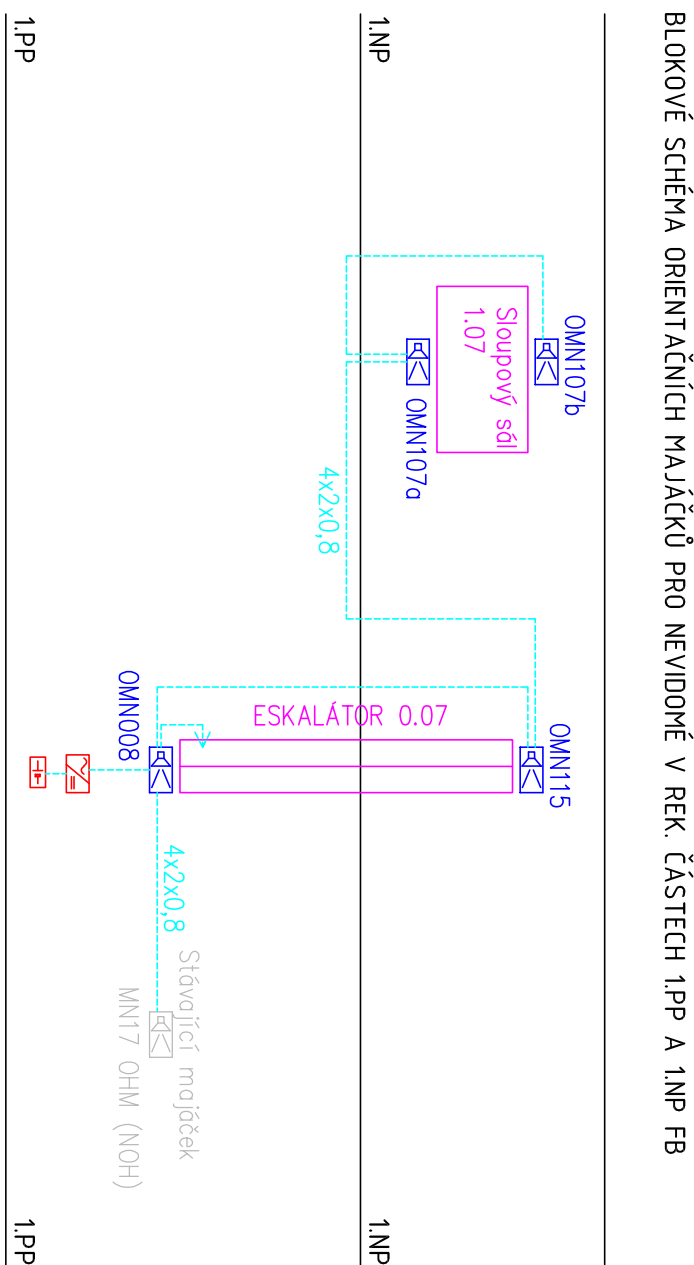 BLOKOVÉ SCHÉMA ORIENTAČNÍCH MAJÁČKŮ PRO NEVIDOMÉ V REK. ČÁSTECH 1.PP A 1.NP FB
OMN107b
Sloupový sál
1.07
OMN107a
4x2x0,8
1.NP
1.NP
OMN115
ESKALÁTOR 0.07
OMN008
4x2x0,8
Stávající majáček
MN17 OHM (NOH)
1.PP
1.PP